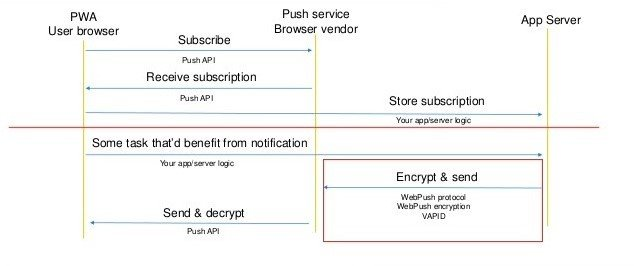 PWA
User browser
Push service
Browser vendor
App Server
Subscribe
Push API
Receive subscription
Push API
Store subscription
Your app/server logic
Some task that'd benefit from notification
Your app/server logic
Encrypt & send
WebPush protocol
WebPush encryption
VAPID
Send & decrypt
Push API